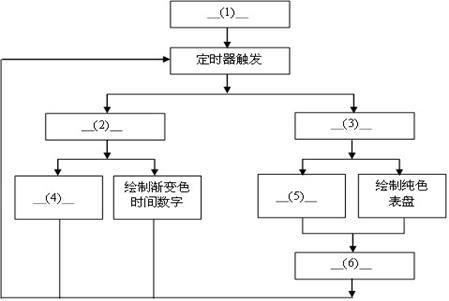 __(1)__
定时器触发
__(2)__
__(3)__
__(4)__
绘制渐变色
时间数字
__(5)__
绘制纯色
表盘
__(6)__